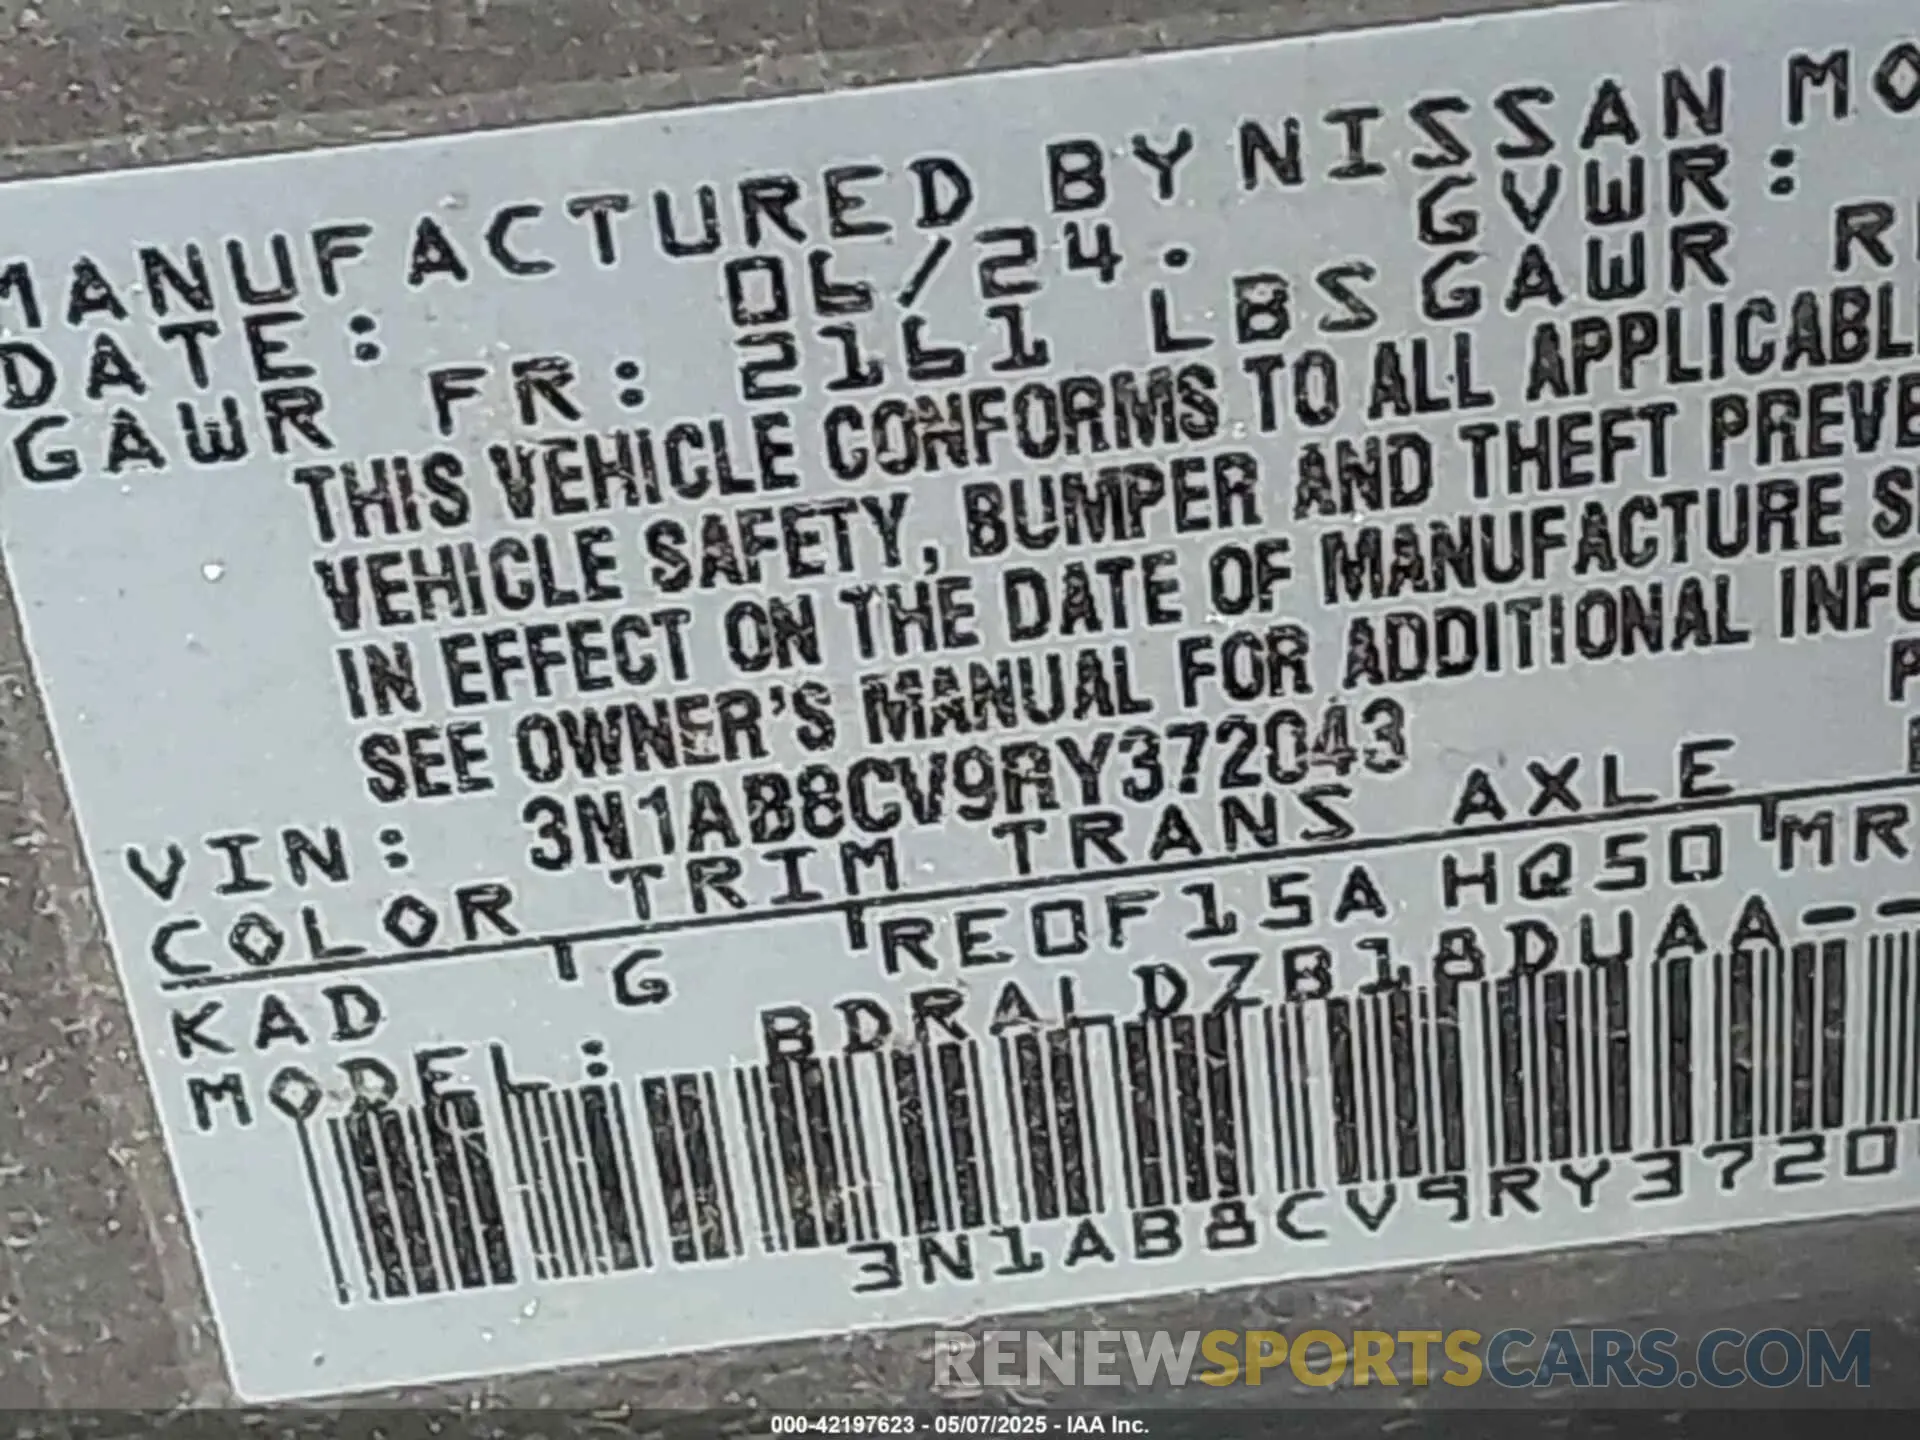 MANUFACTURED BY NISSAN MO
DATE: 06/24. GVWR:
GAWR FR: 2161 LBS GAWR R
THIS VEHICLE CONFORMS TO ALL APPLICABL
VEHICLE SAFETY, BUMPER AND THEFT PREVE
IN EFFECT ON THE DATE OF MANUFACTURE S
SEE OWNER'S MANUAL FOR ADDITIONAL INFO
VIN: 3N1AB8CV9RY372043
COLOR TRIM TRANS AXLE
KAD G RE0F15A HQ50 MR
MODEL: BDRALDZB18DUAA--
3N1AB8CV9RY3720
RENEWSPORTSCARS.COM
000-42197623 - 05/07/2025 - IAA Inc.